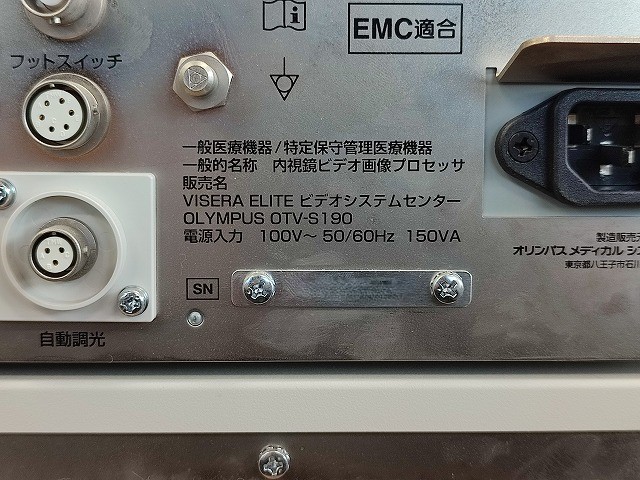 フットスイッチ
EMC適合
一般医療機器/特定保守管理医療機器
一般的名称 内視鏡ビデオ画像プロセッサ
販売名
VISERA ELITE ビデオシステムセンター
OLYMPUS OTV-S190
電源入力 100V～ 50/60Hz 150VA
製造販売元
オリンパスメディカル シ
東京都八王子市石川
SN
自動調光